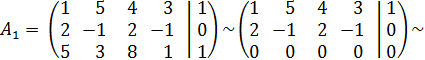 A₁ = (1 5 4 3 | 1
2 −1 2 −1 | 0
5 3 8 1 | 1) ~ (1 5 4 3 | 1
2 −1 2 −1 | 0
0 0 0 0 | 0) ~